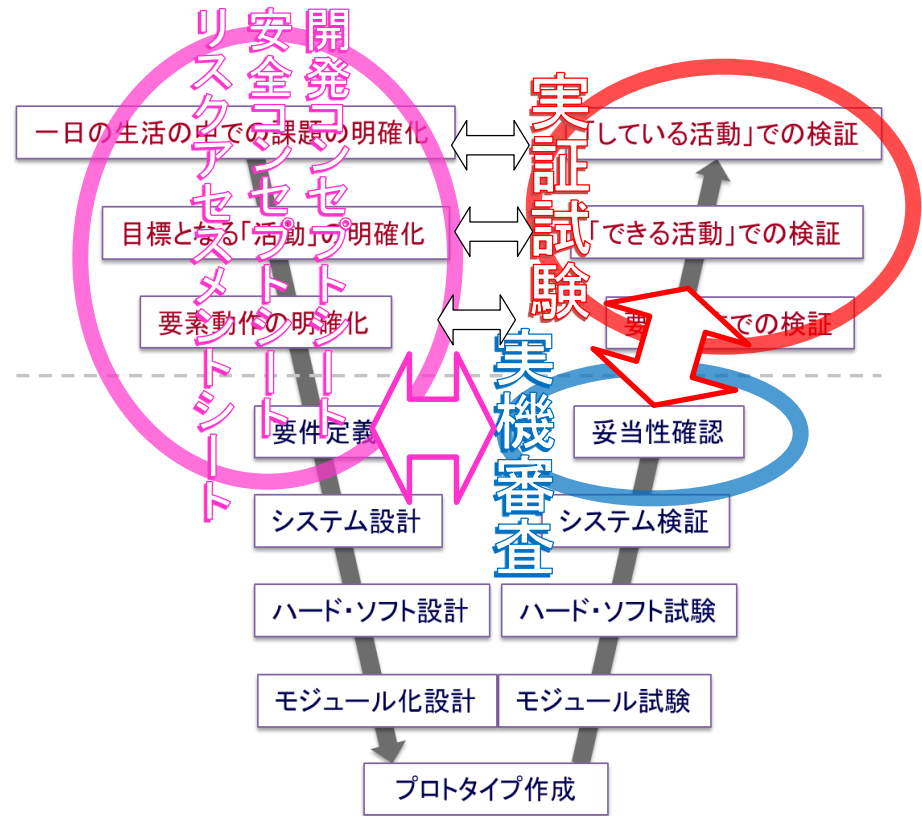 開発コンセプトシート
安全コンセプトシート
リスクアセスメントシート
実証試験
実機審査
一日の生活の中での課題の明確化
「している活動」での検証
目標となる「活動」の明確化
「できる活動」での検証
要素動作の明確化
での検証
要件定義
妥当性確認
システム設計
システム検証
ハード・ソフト設計
ハード・ソフト試験
モジュール化設計
モジュール試験
プロトタイプ作成